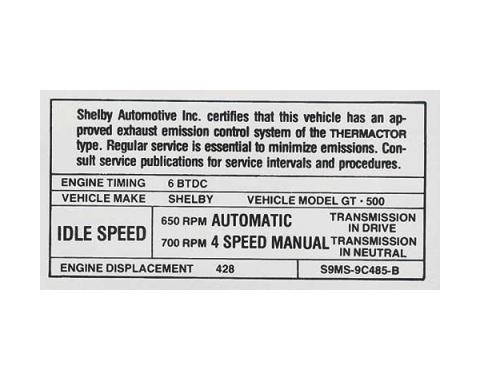 Shelby Automotive Inc. certifies that this vehicle has an ap-
proved exhaust emission control system of the THERMACTOR
type. Regular service is essential to minimize emissions. Con-
sult service publications for service intervals and procedures.
ENGINE TIMING 6 BTDC
VEHICLE MAKE SHELBY VEHICLE MODEL GT · 500
IDLE SPEED
650 RPM AUTOMATIC TRANSMISSION
IN DRIVE
700 RPM 4 SPEED MANUAL TRANSMISSION
IN NEUTRAL
ENGINE DISPLACEMENT 428 S9MS-9C485-B